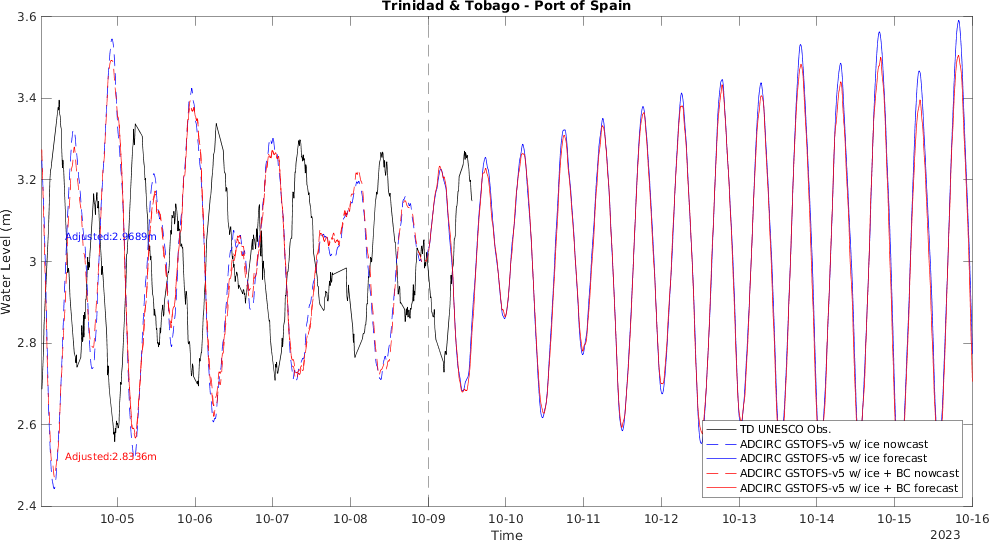 Trinidad & Tobago - Port of Spain
Water Level (m)
3.6
3.4
3.2
3
2.8
2.6
2.4
Adjusted:2.9689m
Adjusted:2.8336m
TD UNESCO Obs.
ADCIRC GSTOFS-v5 w/ ice nowcast
ADCIRC GSTOFS-v5 w/ ice forecast
ADCIRC GSTOFS-v5 w/ ice + BC nowcast
ADCIRC GSTOFS-v5 w/ ice + BC forecast
10-05 10-06 10-07 10-08 10-09 10-10 10-11 10-12 10-13 10-14 10-15 10-16
Time
2023